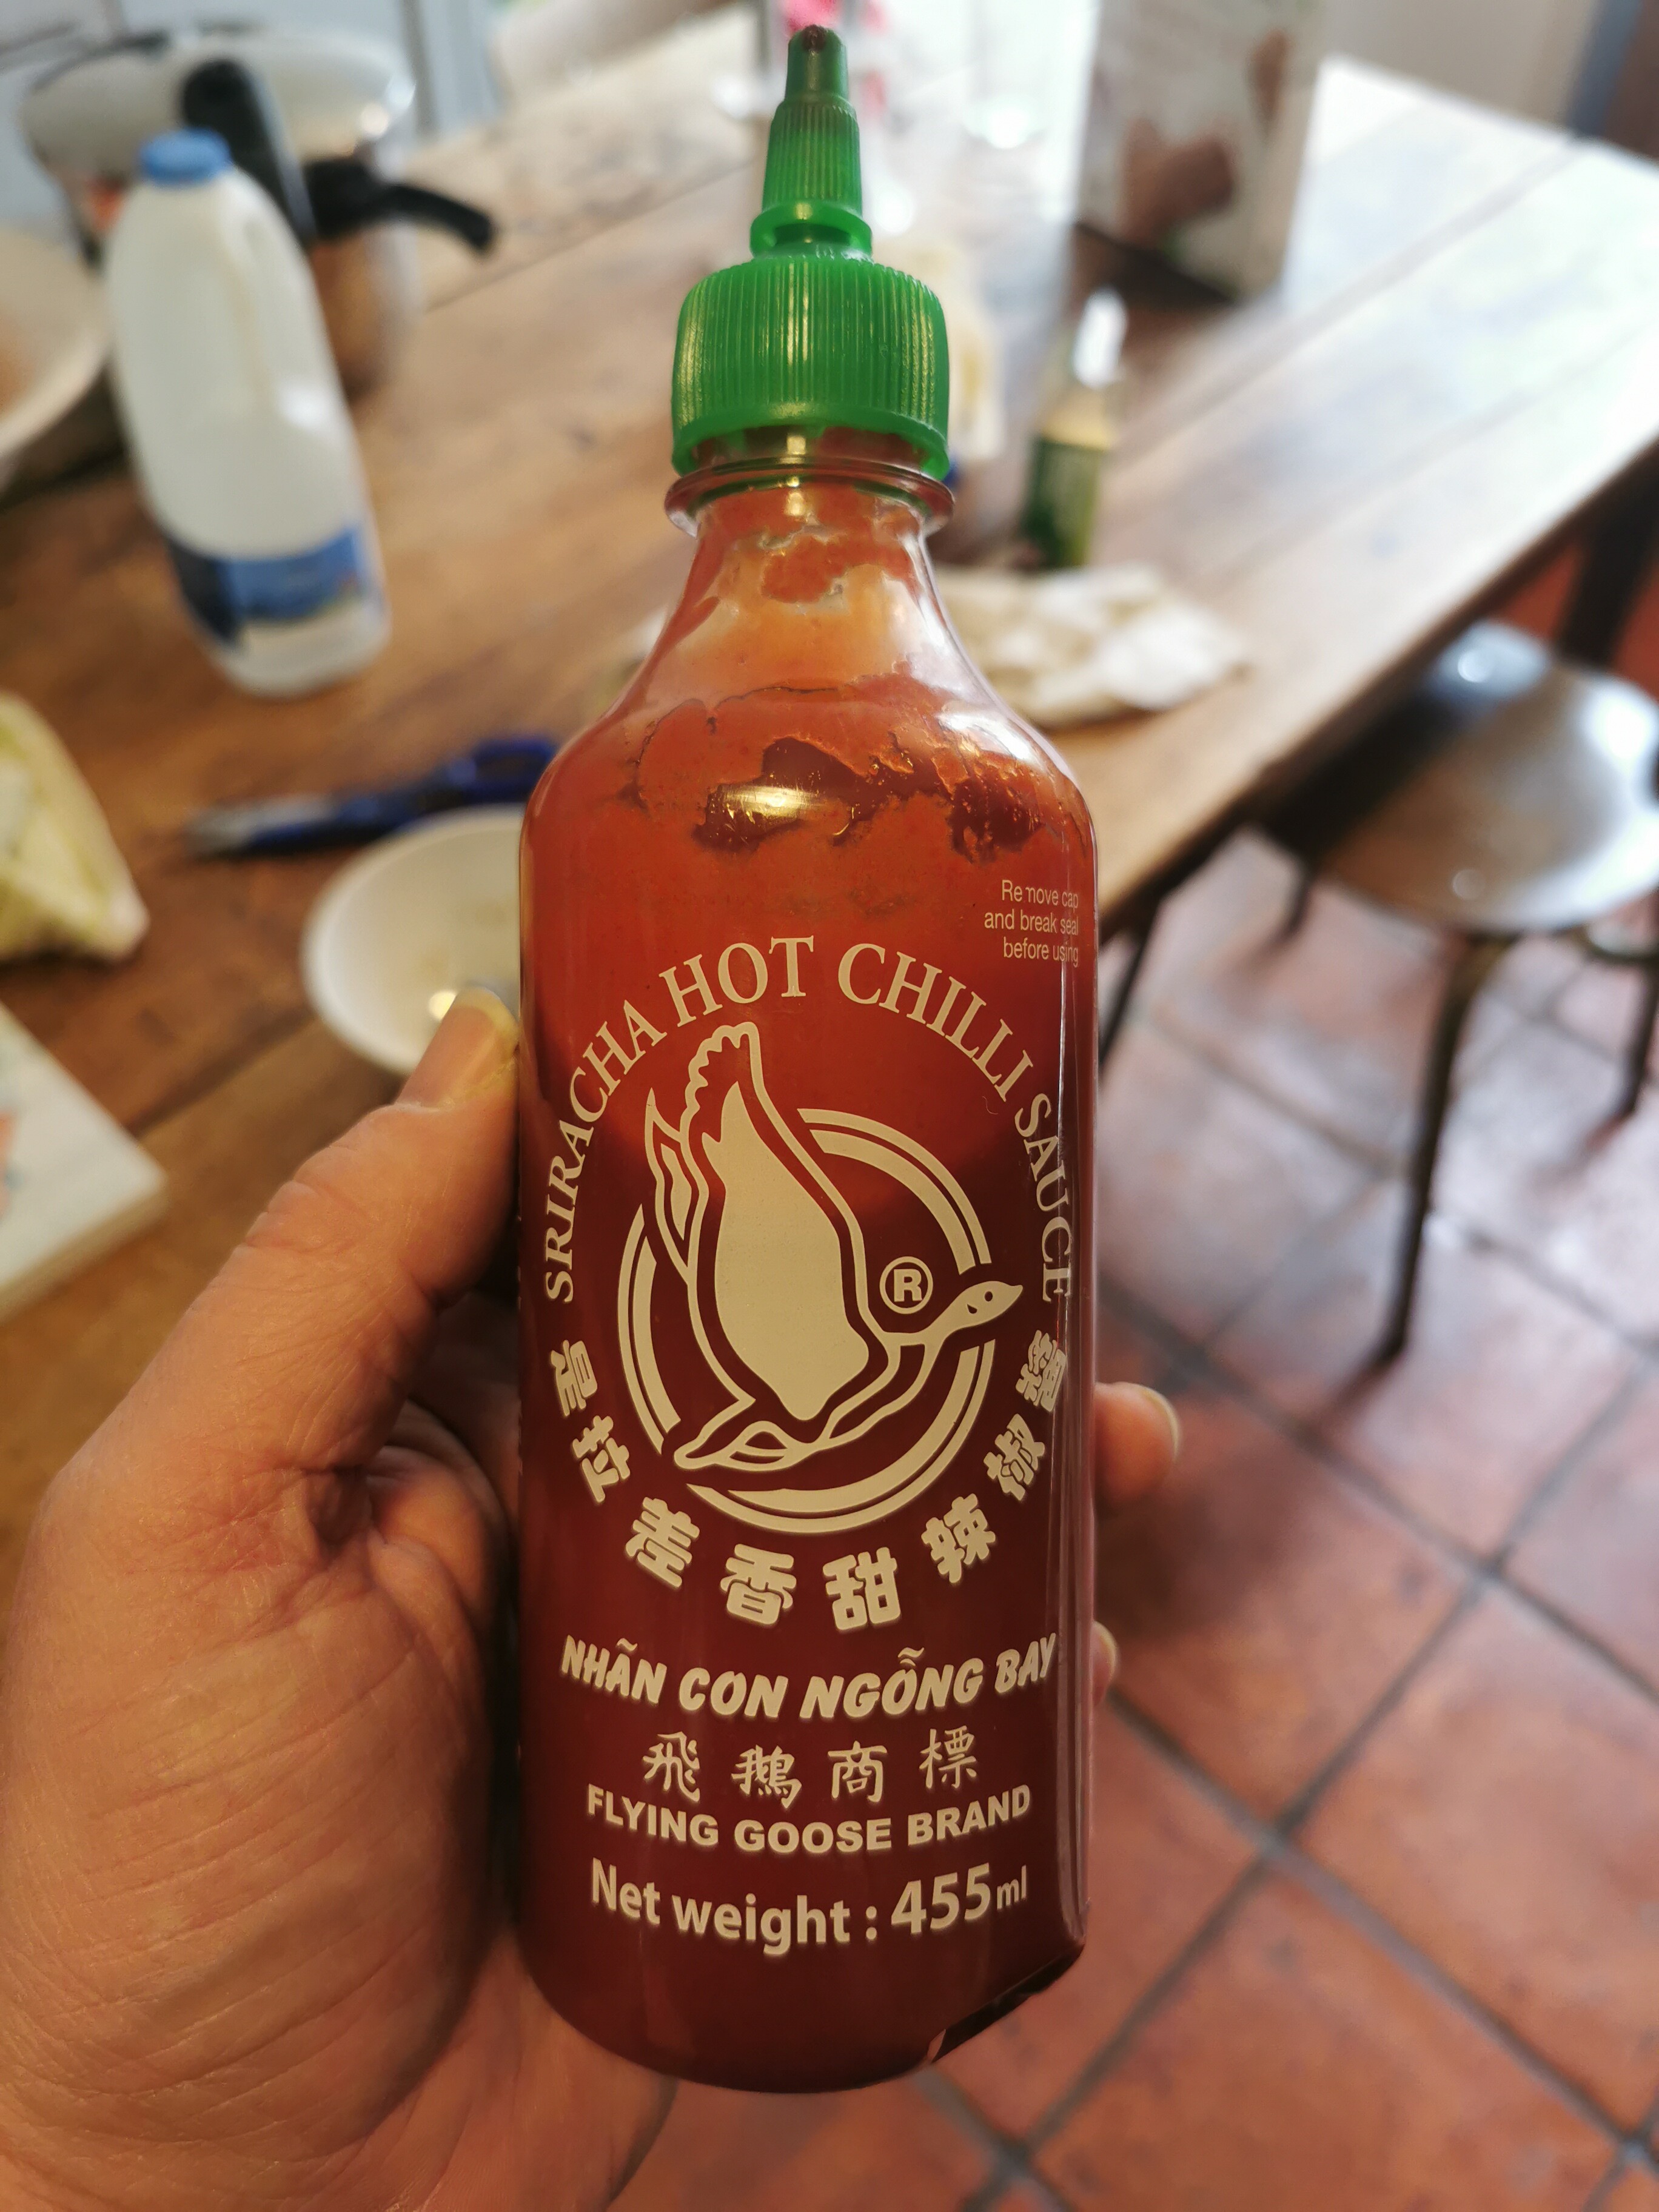 Remove cap
and break seal
before using
SRIRACHA HOT CHILLI SAUCE
®
是拉差香甜辣椒醬
NHÃN CON NGỖNG BAY
飛鵝商標
FLYING GOOSE BRAND
Net weight : 455ml